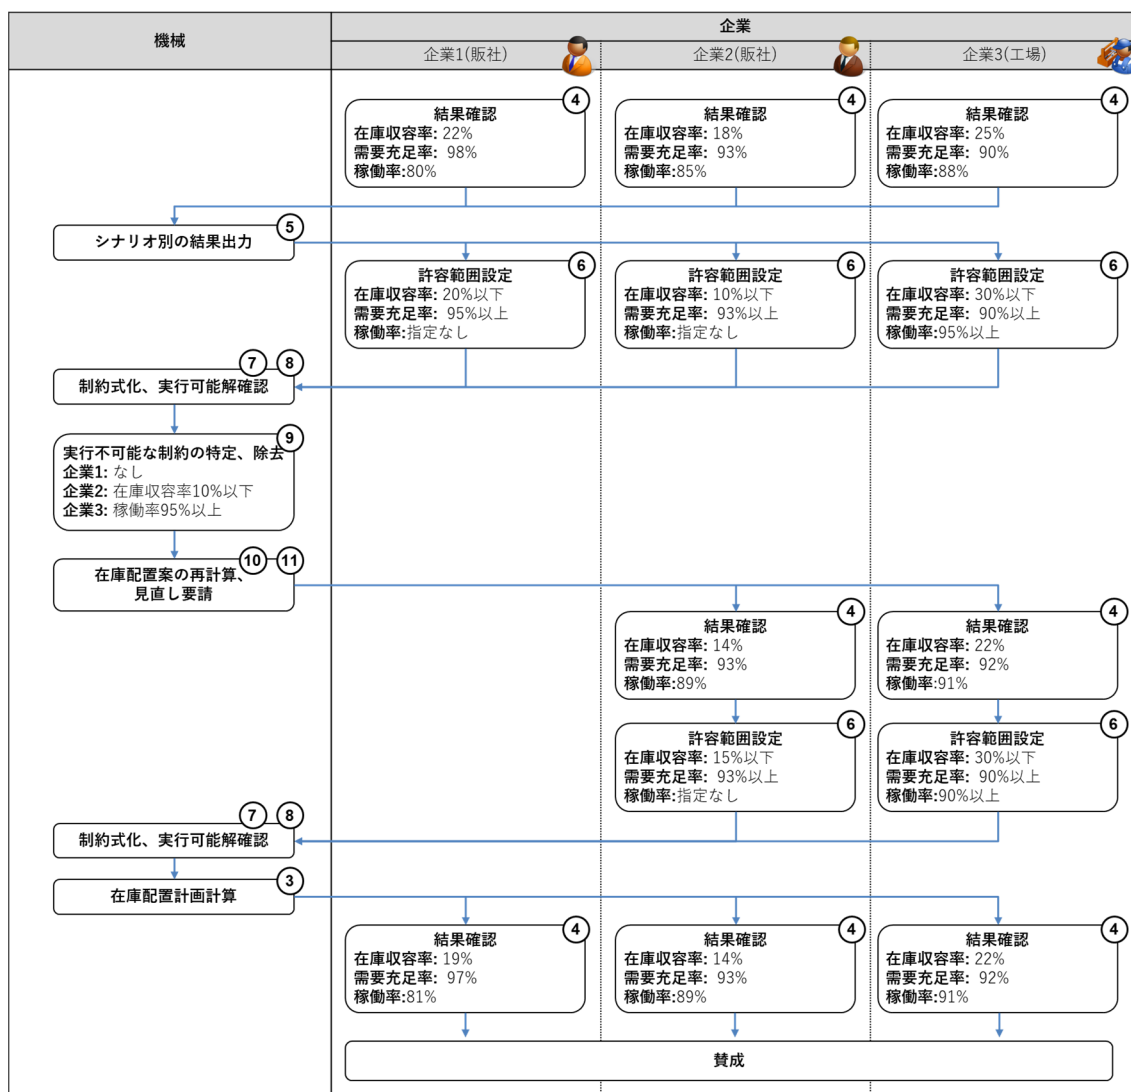 機械
企業
企業1(販社)
企業2(販社)
企業3(工場)
④
結果確認
在庫収容率: 22%
需要充足率: 98%
稼働率:80%
④
結果確認
在庫収容率: 18%
需要充足率: 93%
稼働率:85%
④
結果確認
在庫収容率: 25%
需要充足率: 90%
稼働率:88%
⑤
シナリオ別の結果出力
⑥
許容範囲設定
在庫収容率: 20%以下
需要充足率: 95%以上
稼働率:指定なし
⑥
許容範囲設定
在庫収容率: 10%以下
需要充足率: 93%以上
稼働率:指定なし
⑥
許容範囲設定
在庫収容率: 30%以下
需要充足率: 90%以上
稼働率:95%以上
⑦ ⑧
制約式化、実行可能解確認
⑨
実行不可能な制約の特定、除去
企業1: なし
企業2: 在庫収容率10%以下
企業3: 稼働率95%以上
⑩ ⑪
在庫配置案の再計算、
見直し要請
④
結果確認
在庫収容率: 14%
需要充足率: 93%
稼働率:89%
④
結果確認
在庫収容率: 22%
需要充足率: 92%
稼働率:91%
⑥
許容範囲設定
在庫収容率: 15%以下
需要充足率: 93%以上
稼働率:指定なし
⑥
許容範囲設定
在庫収容率: 30%以下
需要充足率: 90%以上
稼働率:90%以上
⑦ ⑧
制約式化、実行可能解確認
③
在庫配置計画計算
④
結果確認
在庫収容率: 19%
需要充足率: 97%
稼働率:81%
④
結果確認
在庫収容率: 14%
需要充足率: 93%
稼働率:89%
④
結果確認
在庫収容率: 22%
需要充足率: 92%
稼働率:91%
賛成